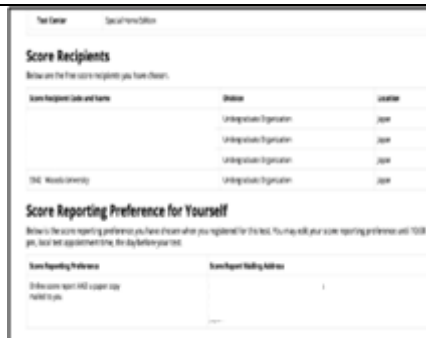 Test Center Special Home Edition
Score Recipients
Below are the free score recipients you have chosen.
Score Recipient Code and Name Division Location
Undergraduate Organization Japan
Undergraduate Organization Japan
Undergraduate Organization Japan
Waseda University Undergraduate Organization Japan
Score Reporting Preference for Yourself
Below is the score reporting preference you have chosen when you registered for this test. You may edit your score reporting preference until 10:00
pm, local test appointment time, the day before your test.
Score Reporting Preference Score Report Mailing Address
Online score report AND a paper copy
mailed to you